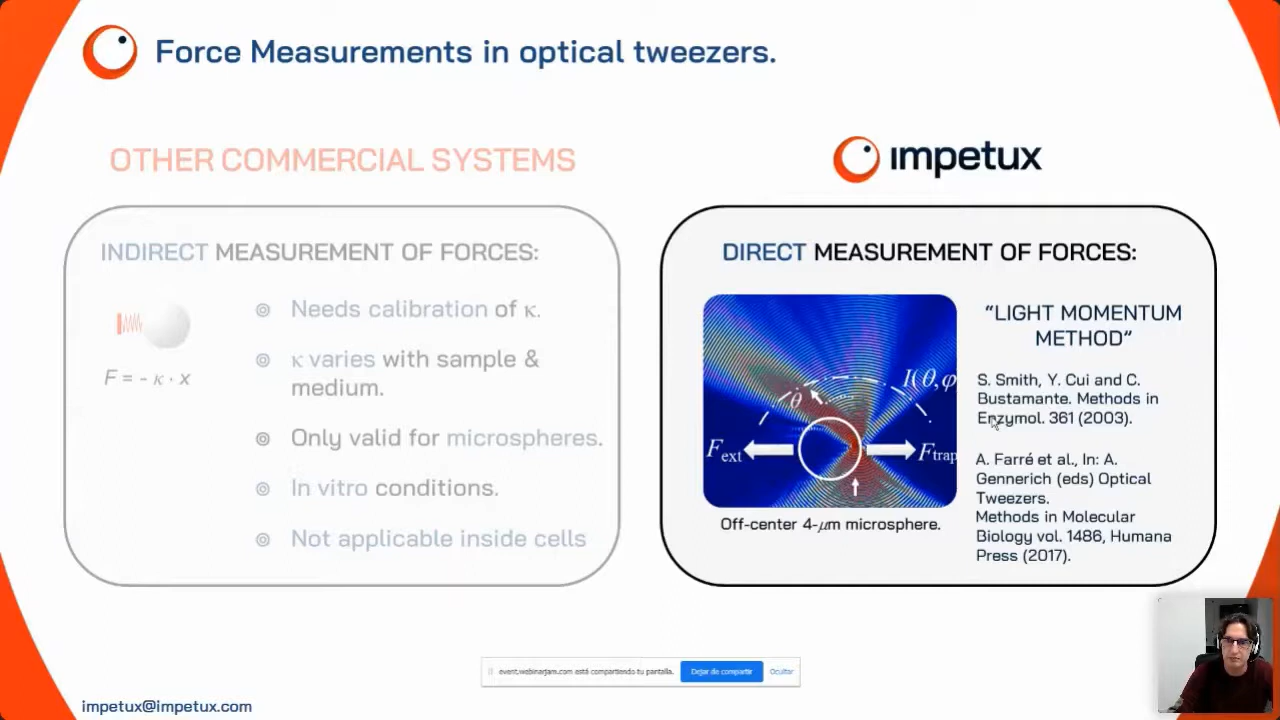 Force Measurements in optical tweezers.
OTHER COMMERCIAL SYSTEMS
INDIRECT MEASUREMENT OF FORCES:
F = - κ · x
Needs calibration of κ.
κ varies with sample &
medium.
Only valid for microspheres.
In vitro conditions.
Not applicable inside cells
impetux
DIRECT MEASUREMENT OF FORCES:
I(θ,φ
θ
Fext
Ftrap
Off-center 4-μm microsphere.
“LIGHT MOMENTUM
METHOD”
S. Smith, Y. Cui and C.
Bustamante. Methods in
Enzymol. 361 (2003).
A. Farré et al., In: A.
Gennerich (eds) Optical
Tweezers.
Methods in Molecular
Biology vol. 1486, Humana
Press (2017).
event.webinarjam.com está compartiendo tu pantalla.
Dejar de compartir
Ocultar
impetux@impetux.com